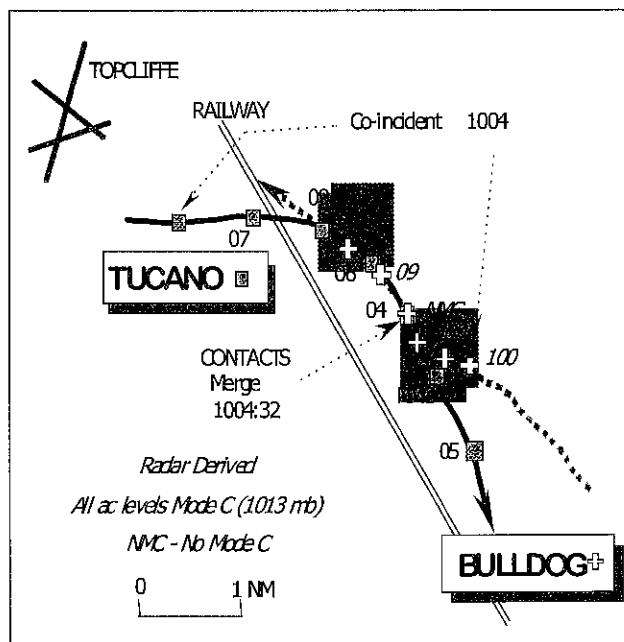 TOPCLIFFE
RAILWAY
Co-incident 1004
07
06
09
TUCANO
04 NMC
CONTACTS
Merge
1004:32
100
05
Radar Derived
All ac levels Mode C (1013 mb)
NMC - No Mode C
BULLDOG
0 1 NM